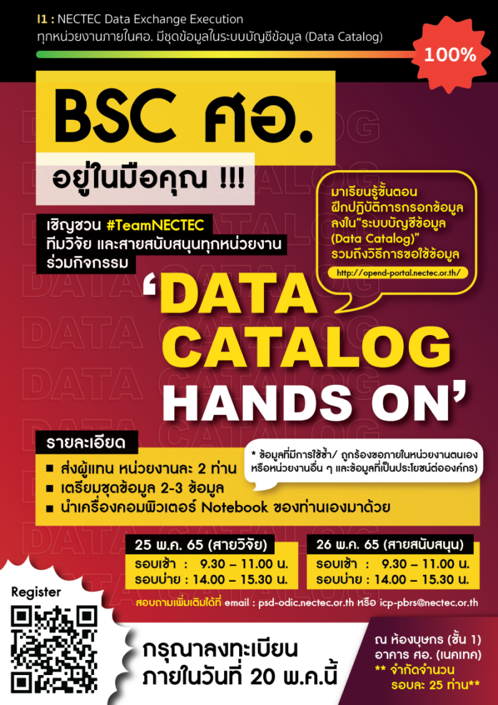 I1 : NECTEC Data Exchange Execution
ทุกหน่วยงานภายในศอ. มีชุดข้อมูลในระบบบัญชีข้อมูล (Data Catalog)
100%
BSC ศอ.
อยู่ในมือคุณ !!!
เชิญชวน #TeamNECTEC
ทีมวิจัย และสายสนับสนุนทุกหน่วยงาน
ร่วมกิจกรรม
มาเรียนรู้ขั้นตอน
ฝึกปฏิบัติการกรอกข้อมูล
ลงใน“ระบบบัญชีข้อมูล
(Data Catalog)”
รวมถึงวิธีการขอใช้ข้อมูล
http://opend-portal.nectec.or.th/
‘DATA
CATALOG
HANDS ON’
DATA CATALOG
DATA CATALOG
DATA CATALOG
DATA CATALOG
DATA CATALOG
DATA CATALOG
รายละเอียด
■ ส่งผู้แทน หน่วยงานละ 2 ท่าน
■ เตรียมชุดข้อมูล 2-3 ข้อมูล
■ นำเครื่องคอมพิวเตอร์ Notebook ของท่านเองมาด้วย
* ข้อมูลที่มีการใช้ซ้ำ/ ถูกร้องขอภายในหน่วยงานตนเอง
หรือหน่วยงานอื่น ๆ และข้อมูลที่เป็นประโยชน์ต่อองค์กร)
25 พ.ค. 65 (สายวิจัย)
รอบเช้า : 9.30 – 11.00 น.
รอบบ่าย : 14.00 - 15.30 น.
26 พ.ค. 65 (สายสนับสนุน)
รอบเช้า : 9.30 – 11.00 น.
รอบบ่าย : 14.00 - 15.30 น.
สอบถามเพิ่มเติมได้ที่ email : psd-odic.nectec.or.th หรือ icp-pbrs@nectec.or.th
Register
กรุณาลงทะเบียน
ภายในวันที่ 20 พ.ค.นี้
ณ ห้องบุษกร (ชั้น 1)
อาคาร ศอ. (เนคเทค)
** จำกัดจำนวน
รอบละ 25 ท่าน**